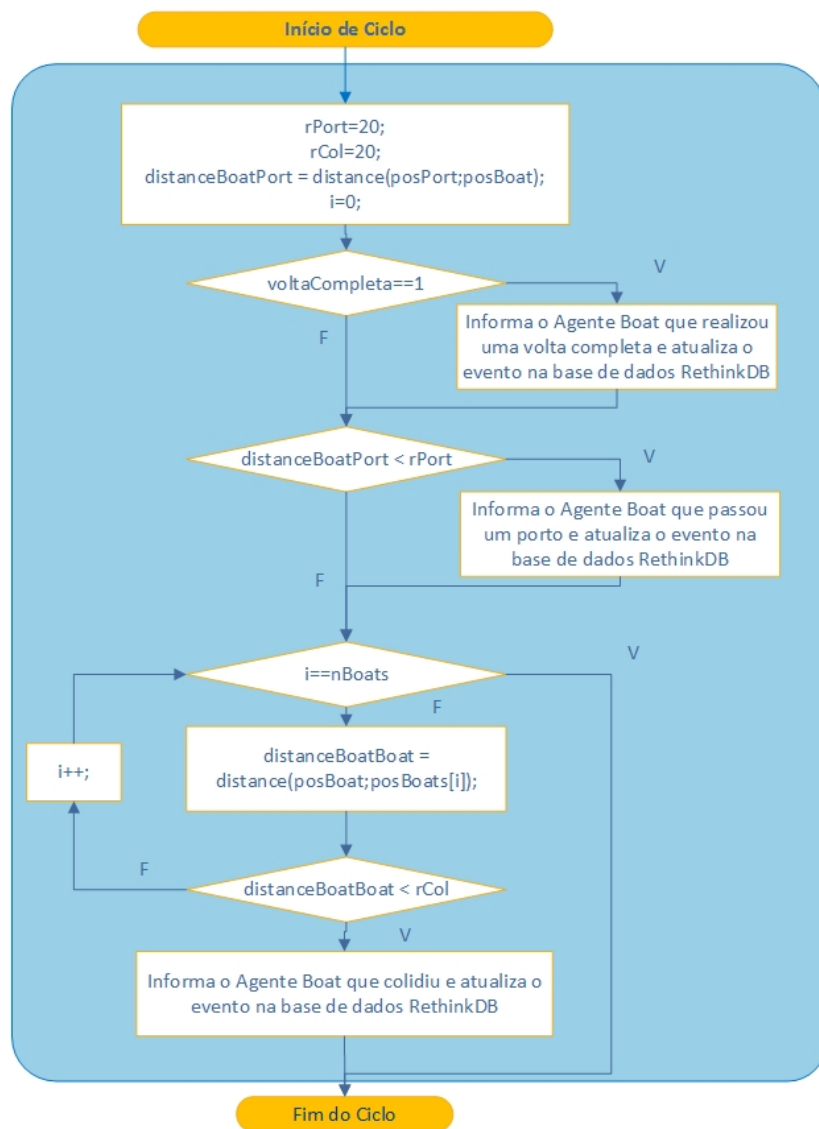 Início de Ciclo
rPort=20;
rCol=20;
distanceBoatPort = distance(posPort;posBoat);
i=0;
voltaCompleta==1
V
F
Informa o Agente Boat que realizou
uma volta completa e atualiza o
evento na base de dados RethinkDB
distanceBoatPort < rPort
V
F
Informa o Agente Boat que passou
um porto e atualiza o evento na
base de dados RethinkDB
i==nBoats
V
F
distanceBoatBoat =
distance(posBoat;posBoats[i]);
i++;
distanceBoatBoat < rCol
F
V
Informa o Agente Boat que colidiu e atualiza o
evento na base de dados RethinkDB
Fim do Ciclo